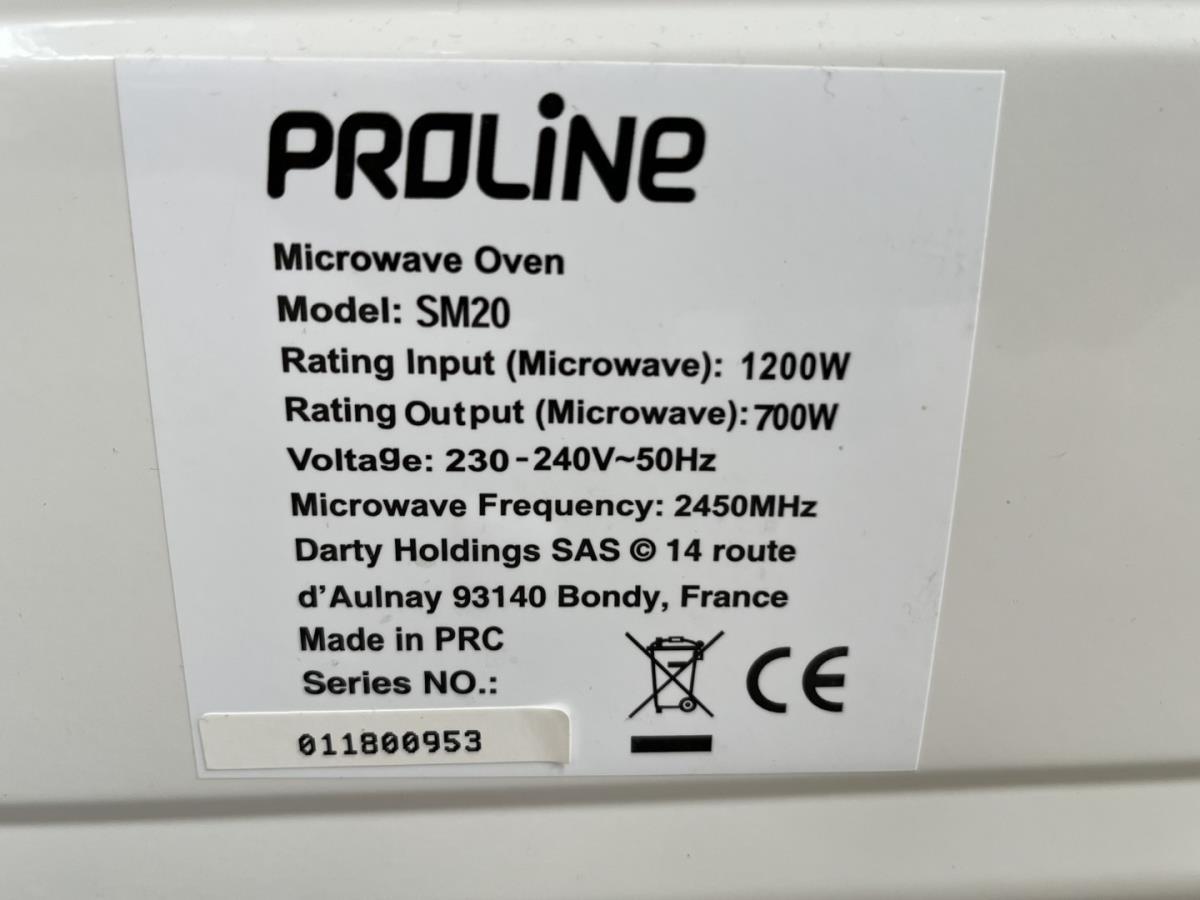 PROLiNe
Microwave Oven
Model: SM20
Rating Input (Microwave): 1200W
Rating Output (Microwave): 700W
Voltage: 230-240V~50Hz
Microwave Frequency: 2450MHz
Darty Holdings SAS © 14 route
d'Aulnay 93140 Bondy, France
Made in PRC
Series NO.:
CE
011800953